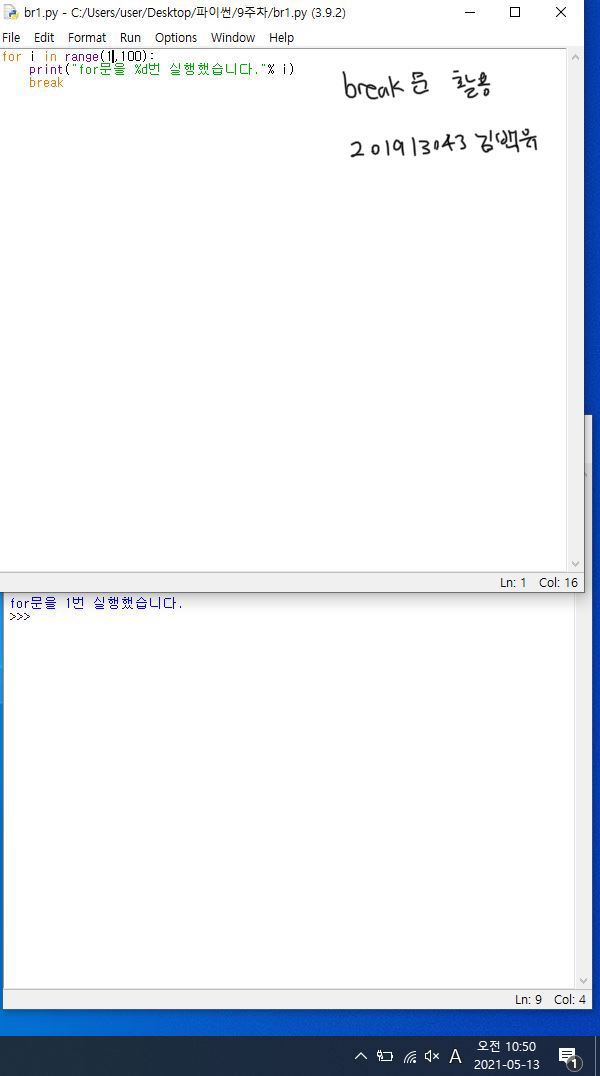 br1.py - C:/Users/user/Desktop/파이썬/9주차/br1.py (3.9.2)
File Edit Format Run Options Window Help
for i in range(1,100):
    print("for문을 %d번 실행했습니다."% i)
    break
break문 활용
201913043 김백유
Ln: 1 Col: 16
for문을 1번 실행했습니다.
>>>
Ln: 9 Col: 4
A 오전 10:50
2021-05-13
1